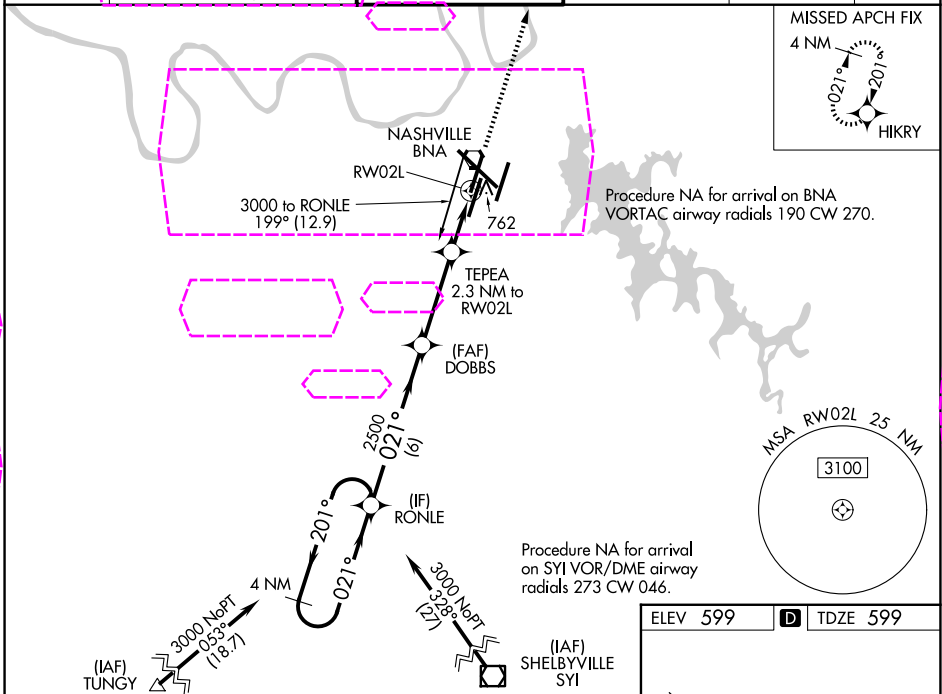 MISSED APCH FIX
4 NM
021°
201°
HIKRY
NASHVILLE
BNA
RW02L
3000 to RONLE
199° (12.9)
762
Procedure NA for arrival on BNA
VORTAC airway radials 190 CW 270.
TEPEA
2.3 NM to
RW02L
(FAF)
DOBBS
2500
021°
(6)
MSA RW02L 25 NM
3100
(IF)
RONLE
201°
021°
4 NM
Procedure NA for arrival
on SYI VOR/DME airway
radials 273 CW 046.
3000 NoPT
053°
(18.7)
(IAF)
TUNGY
3000 NoPT
328°
(27)
(IAF)
SHELBYVILLE
SYI
ELEV 599 D TDZE 599